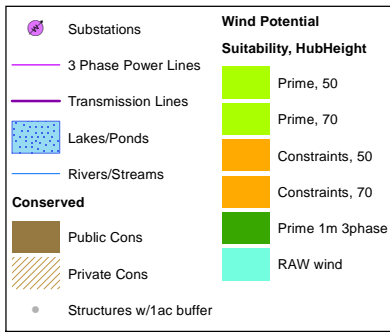 Substations
3 Phase Power Lines
Transmission Lines
Lakes/Ponds
Rivers/Streams
Conserved
Public Cons
Private Cons
Structures w/1ac buffer
Wind Potential
Suitability, HubHeight
Prime, 50
Prime, 70
Constraints, 50
Constraints, 70
Prime 1m 3phase
RAW wind